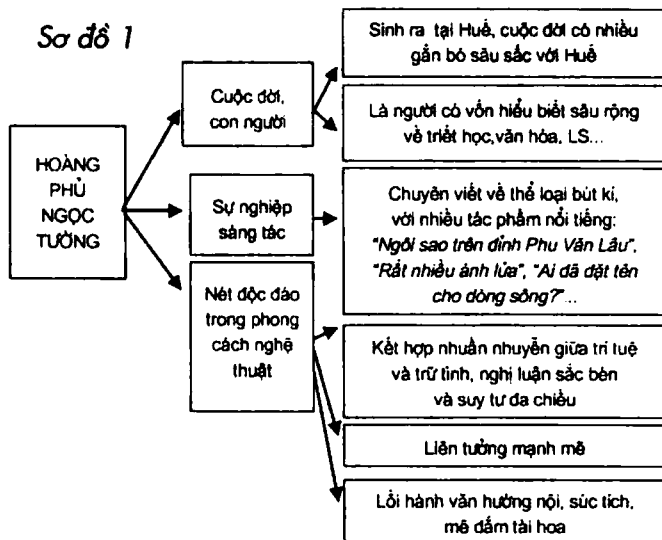 Sơ đồ 1
HOÀNG
PHỦ
NGỌC
TƯỜNG
Cuộc đời,
con người
Sinh ra tại Huế, cuộc đời có nhiều
gắn bó sâu sắc với Huế
Là người có vốn hiểu biết sâu rộng
về triết học,văn hóa, LS...
Sự nghiệp
sáng tác
Chuyên viết về thể loại bút kí,
với nhiều tác phẩm nổi tiếng:
“Ngôi sao trên đỉnh Phu Văn Lâu”,
“Rất nhiều ánh lửa”, “Ai đã đặt tên
cho dòng sông?”...
Nét độc đáo
trong phong
cách nghệ
thuật
Kết hợp nhuần nhuyễn giữa trí tuệ
và trữ tình, nghị luận sắc bén
và suy tư đa chiều
Liên tưởng mạnh mẽ
Lối hành văn hướng nội, súc tích,
mê đắm tài hoa